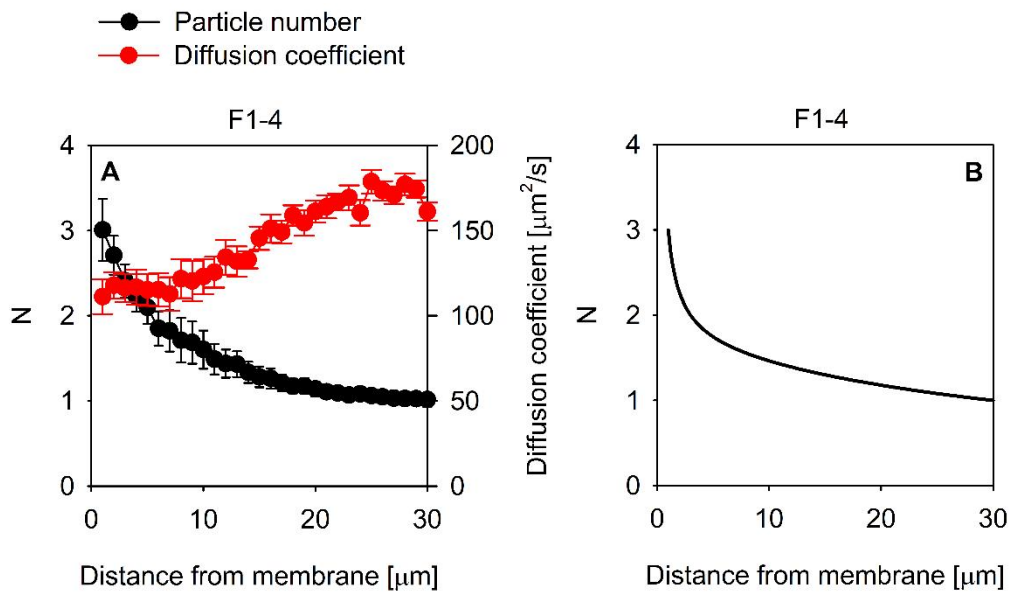 Particle number
Diffusion coefficient
F1-4
A
4
3
2
1
0
N
200
150
100
50
0
Diffusion coefficient [μm²/s]
0
10
20
30
Distance from membrane [μm]
F1-4
B
4
3
2
1
0
N
0
10
20
30
Distance from membrane [μm]